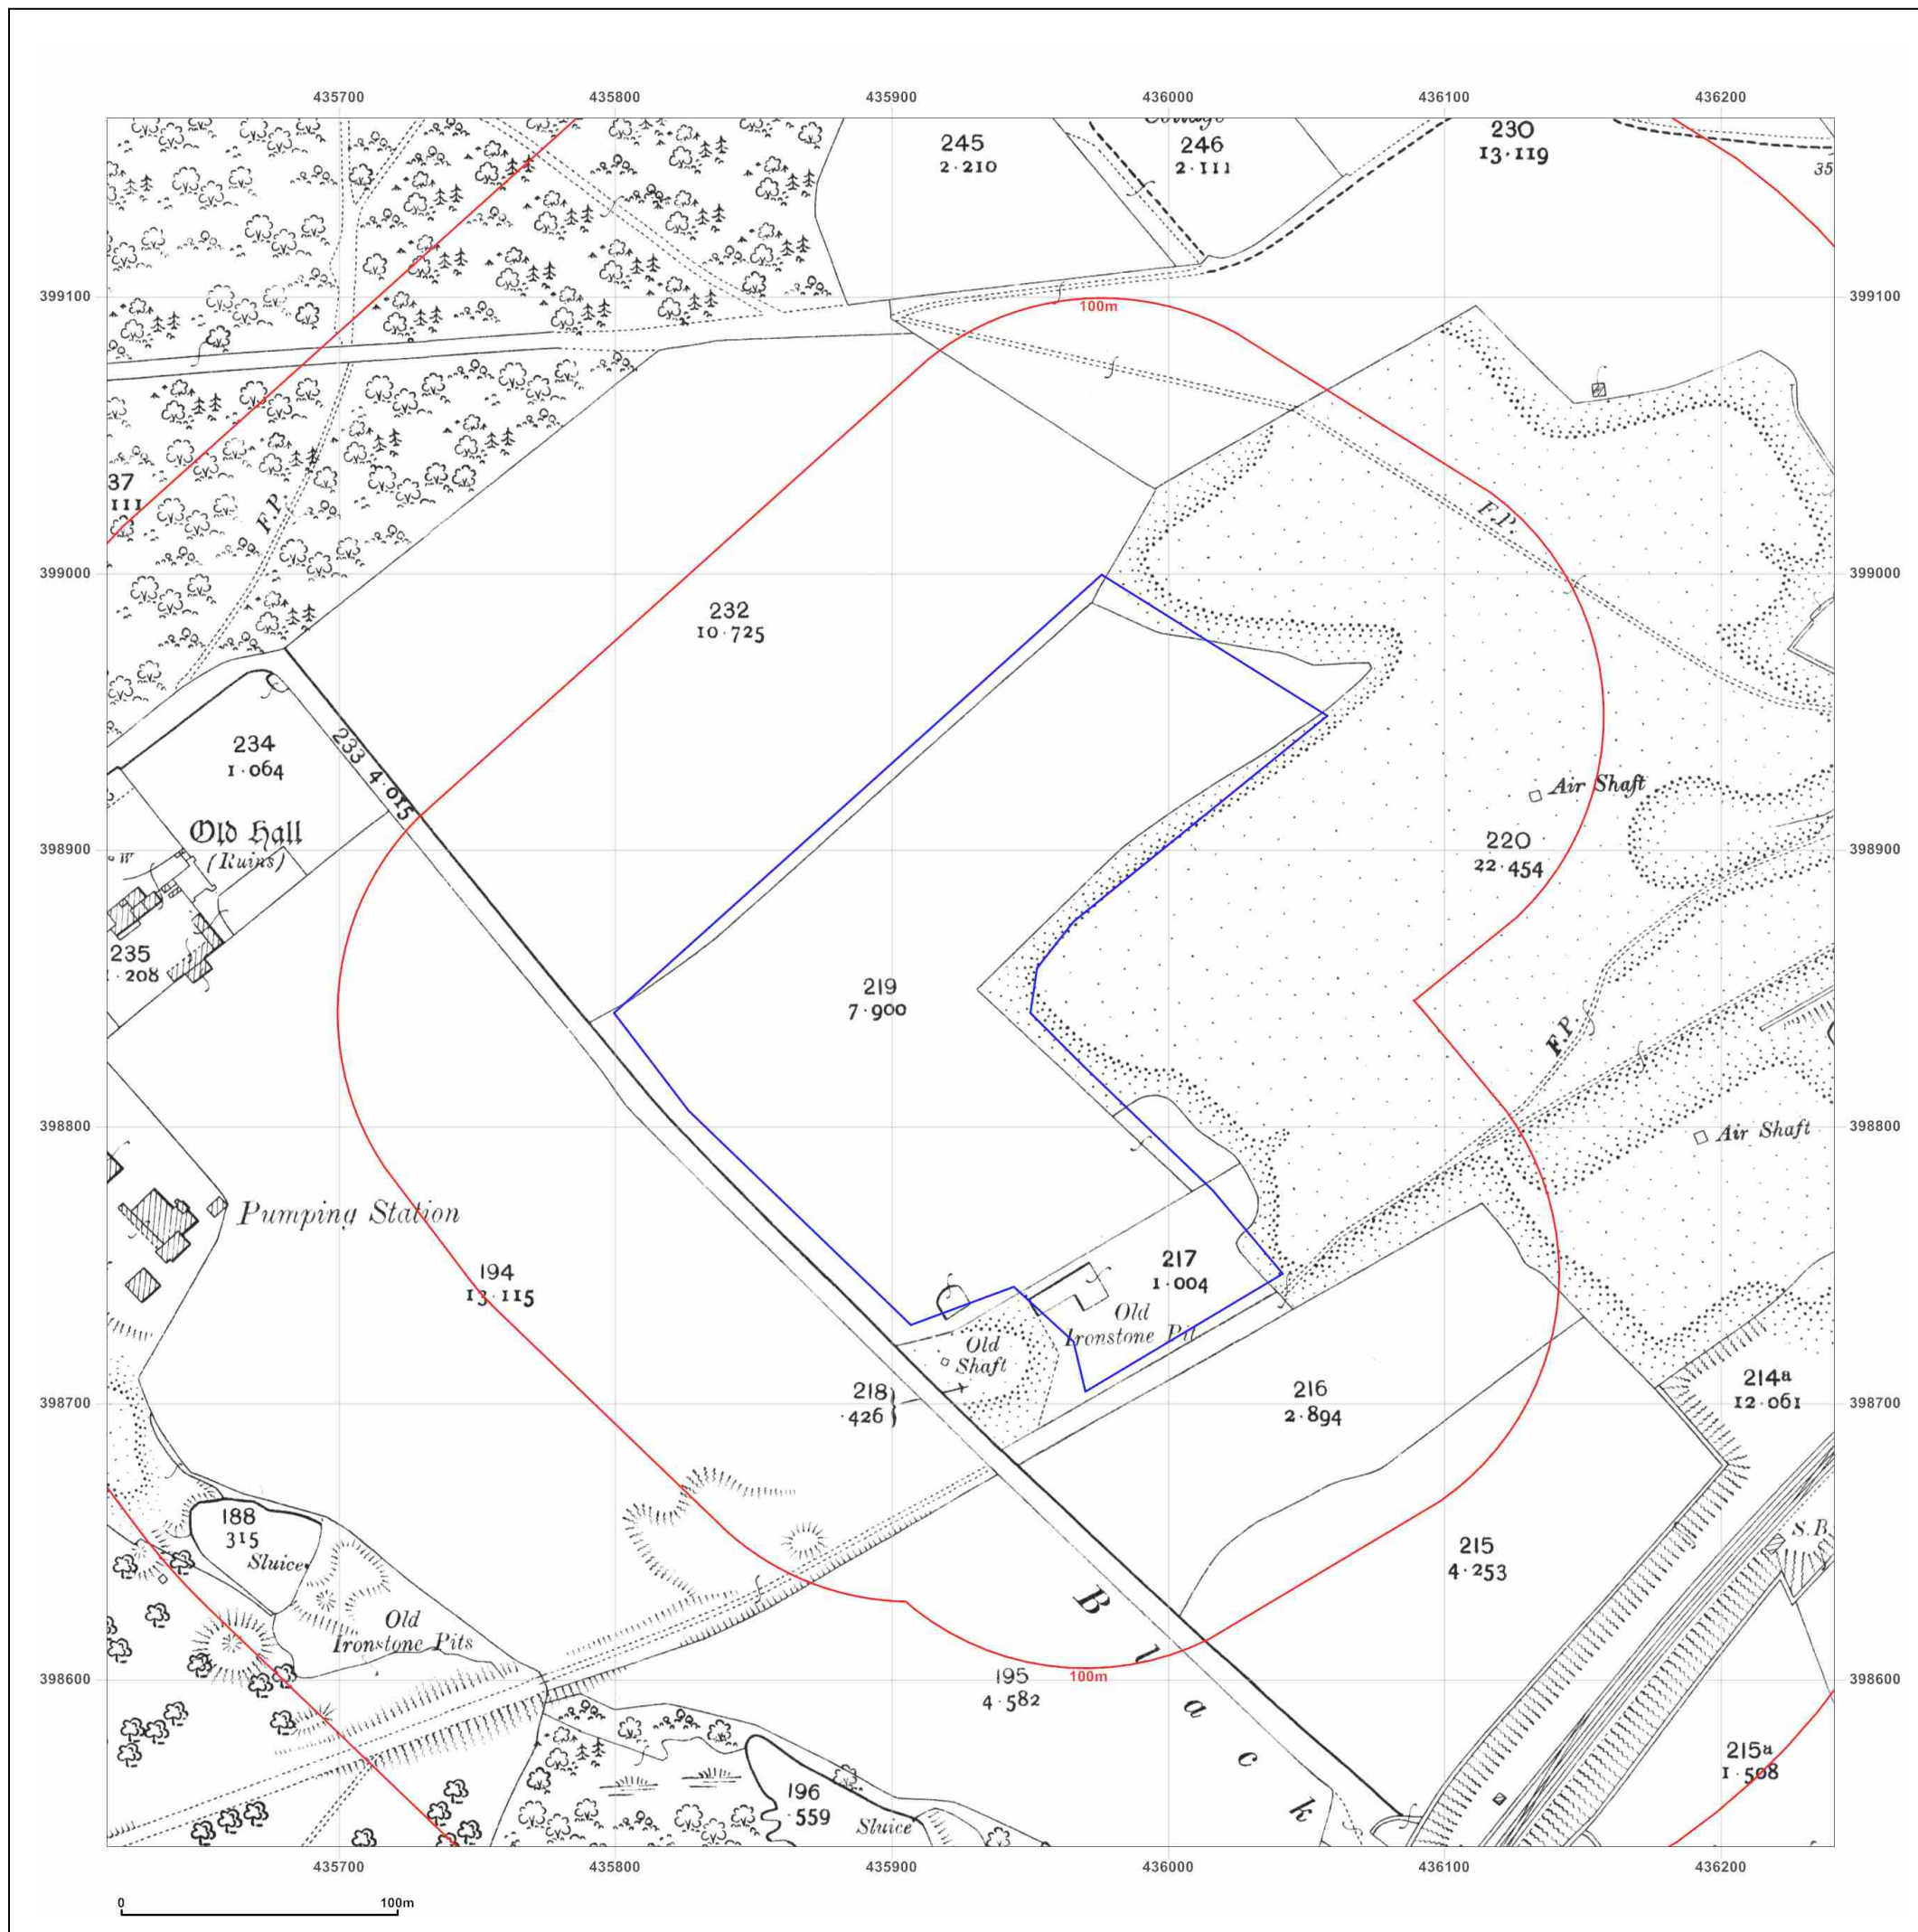 435700 435800 435900 436000 436100 436200
245
2·210
246
2·111
230
13·119
35
399100 399100
100m
37
111
F.P.
F.P.
399000 399000
232
10·725
234
1·064
233 4·015
Air Shaft
Old Hall
(Ruins)
W
220
22·454
398900 398900
235
·208
219
7·900
F.P.
398800 398800
Air Shaft
Pumping Station
194
13·115
217
1·004
Old
Ironstone Pit
Old
Shaft
218
·426
216
2·894
214a
12·061
398700 398700
188
315
Sluice
S.B.
215
4·253
Old
Ironstone Pits
B
l
a
c
k
100m
195
4·582
398600 398600
215a
1·508
196
·559
Sluice
435700 435800 435900 436000 436100 436200
0 100m